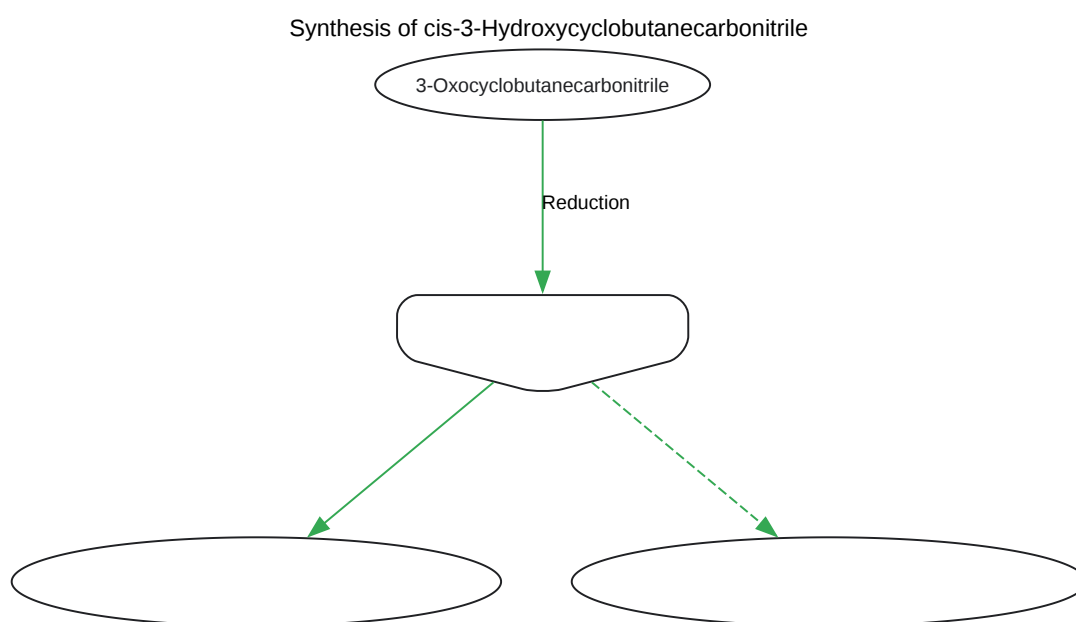 Synthesis of cis-3-Hydroxycyclobutanecarbonitrile
3-Oxocyclobutanecarbonitrile
Reduction